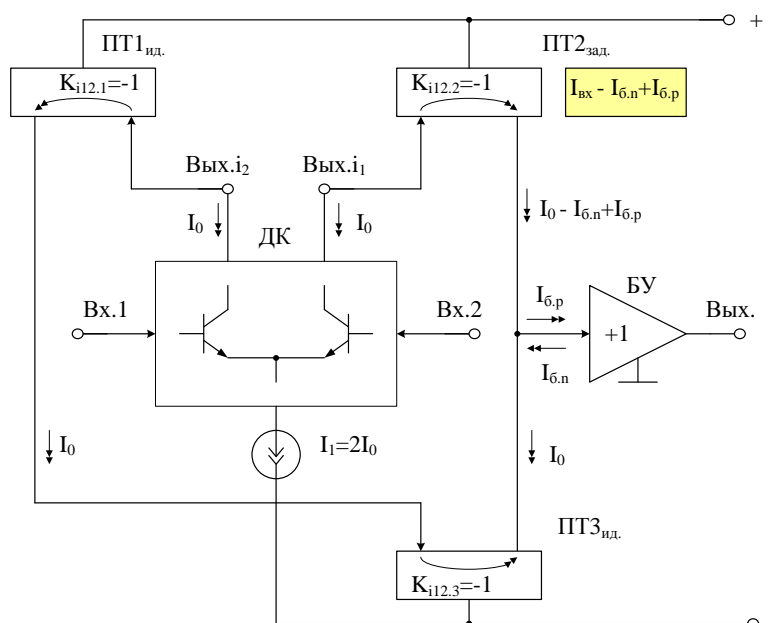 +
ПТ1ид.
ПТ2зад.
Ki12.1=-1
Ki12.2=-1
Iвх - Iб.n+Iб.p
Вых.i2
Вых.i1
I0
I0
I0 - Iб.n+Iб.p
ДК
Вх.1
Вх.2
Iб.p
Iб.n
БУ
+1
Вых.
I0
I1=2I0
I0
ПТ3ид.
Ki12.3=-1